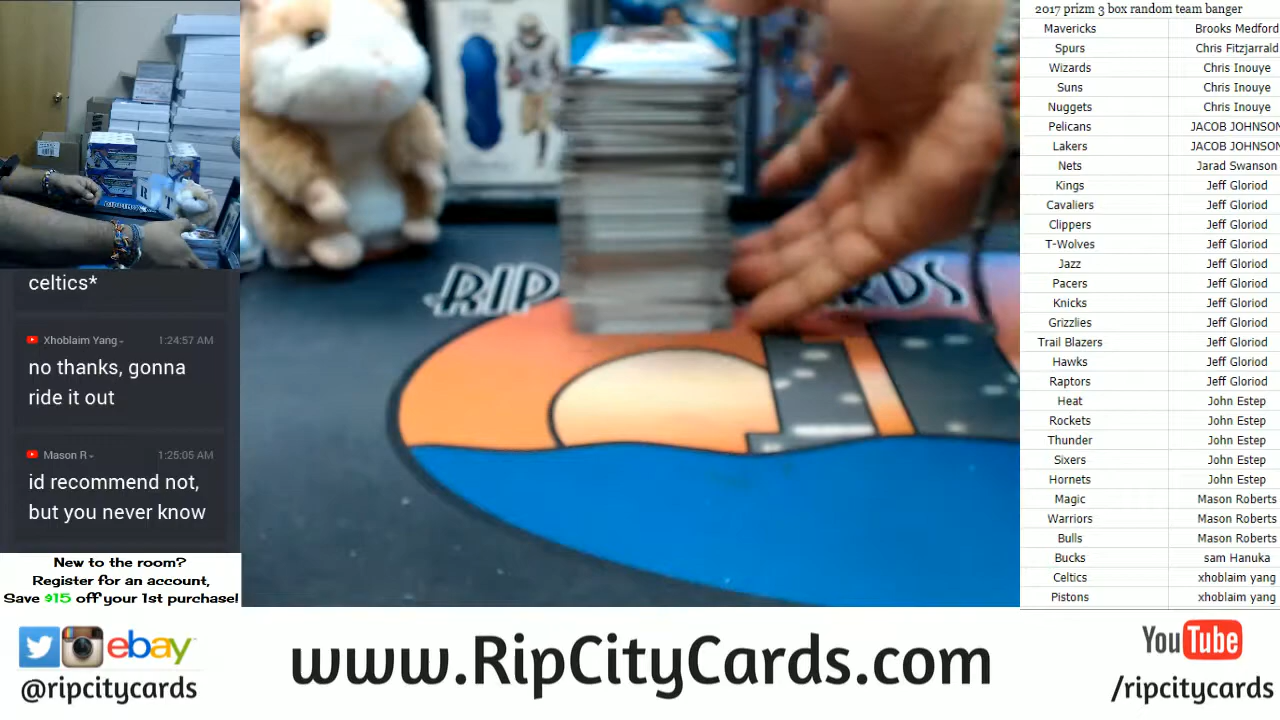 celtics*
Xhoblaim Yang 1:24:57 AM
no thanks, gonna
ride it out
Mason R 1:25:05 AM
id recommend not,
but you never know
New to the room?
Register for an account,
Save $15 off your 1st purchase!
RIP
2017 prizm 3 box random team banger
Mavericks Brooks Medford
Spurs Chris Fitzjarrald
Wizards Chris Inouye
Suns Chris Inouye
Nuggets Chris Inouye
Pelicans JACOB JOHNSON
Lakers JACOB JOHNSON
Nets Jarad Swanson
Kings Jeff Gloriod
Cavaliers Jeff Gloriod
Clippers Jeff Gloriod
T-Wolves Jeff Gloriod
Jazz Jeff Gloriod
Pacers Jeff Gloriod
Knicks Jeff Gloriod
Grizzlies Jeff Gloriod
Trail Blazers Jeff Gloriod
Hawks Jeff Gloriod
Raptors Jeff Gloriod
Heat John Estep
Rockets John Estep
Thunder John Estep
Sixers John Estep
Hornets John Estep
Magic Mason Roberts
Warriors Mason Roberts
Bulls Mason Roberts
Bucks sam Hanuka
Celtics xhoblaim yang
Pistons xhoblaim yang
ebay
@ripcitycards
www.RipCityCards.com
YouTube
/ripcitycards